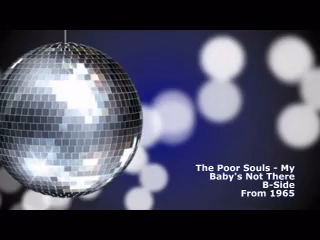 The Poor Souls - My
Baby's Not There
B-Side
From 1965